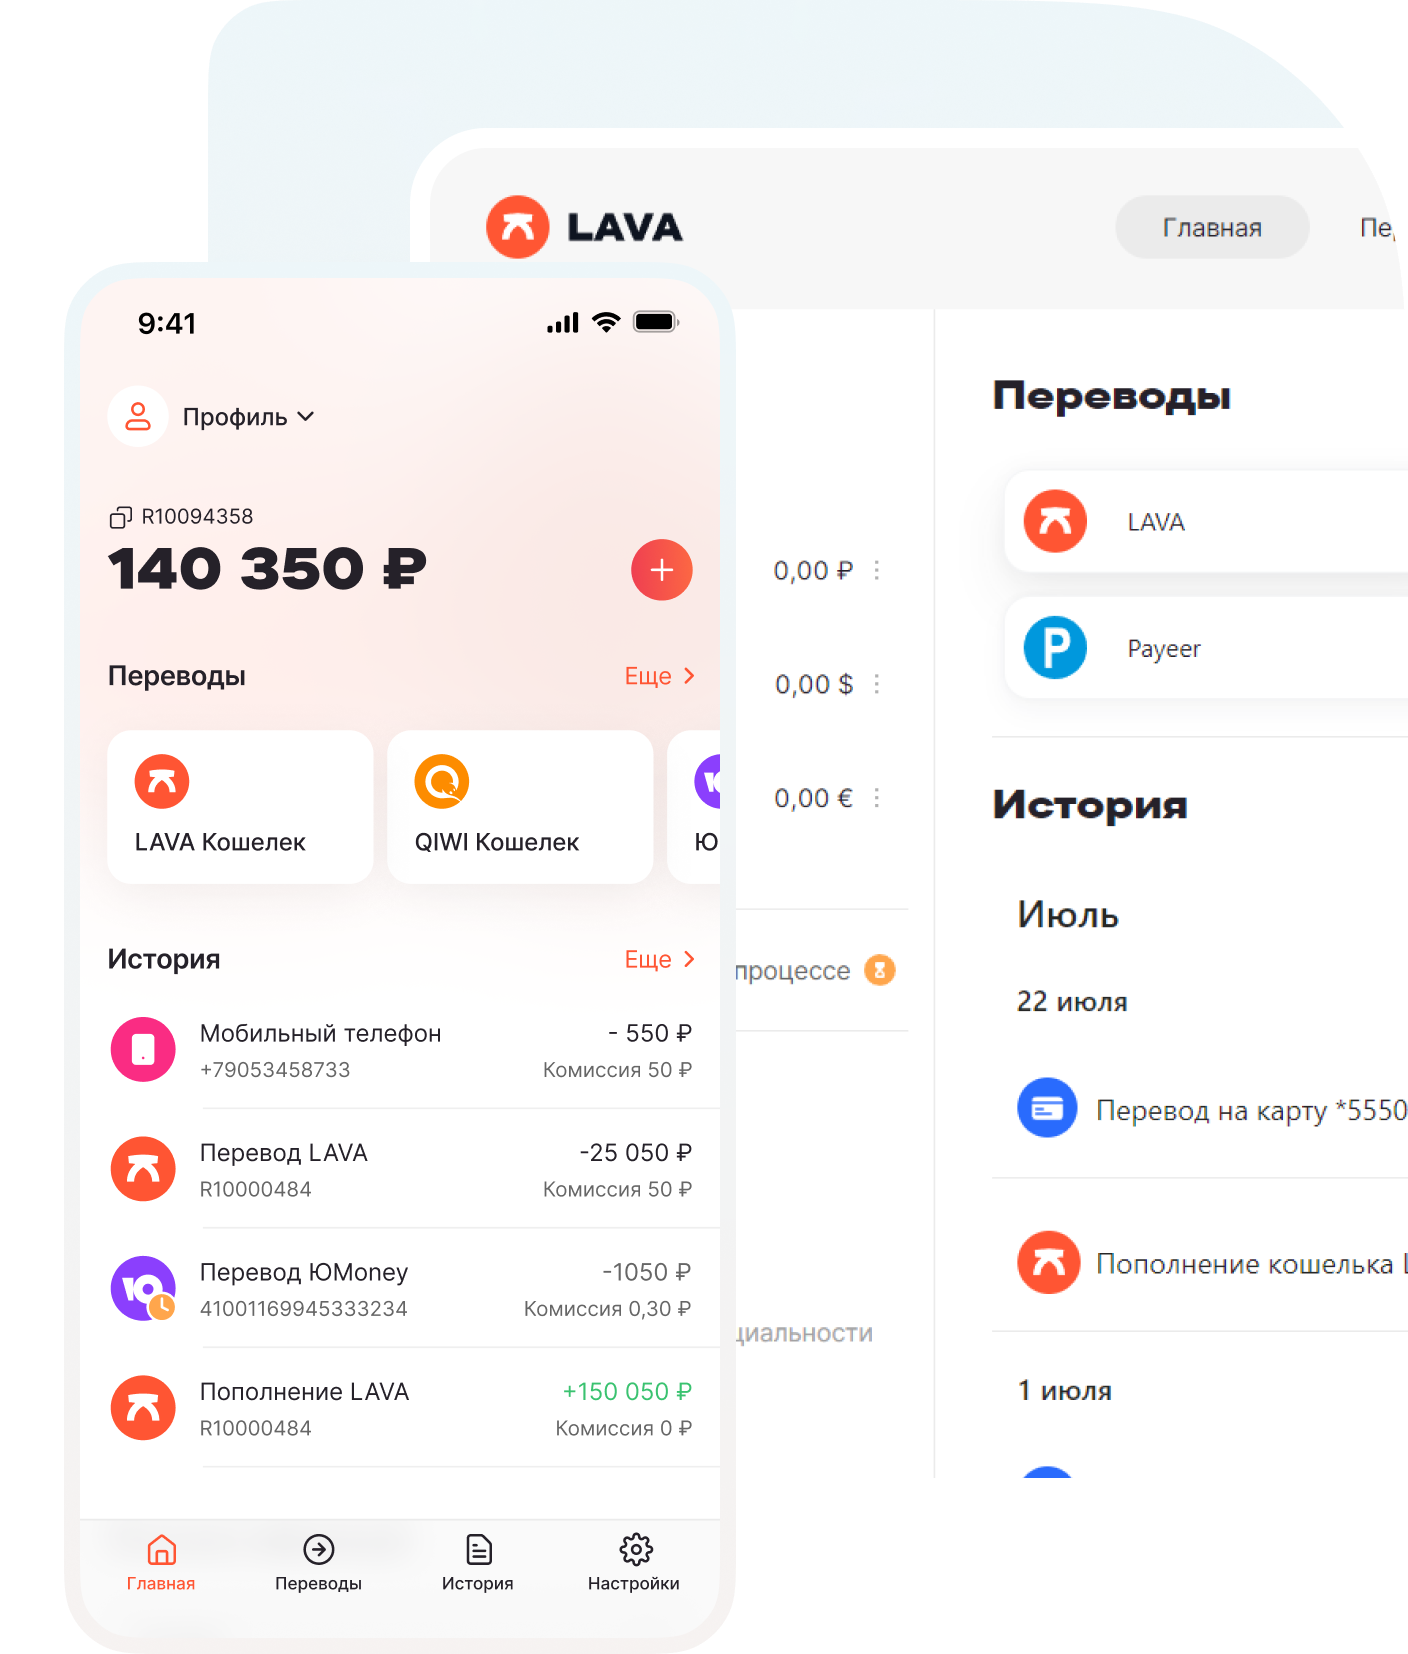 LAVA
Главная
9:41
Профиль
R10094358
140 350 ₽
Переводы
Еще
LAVA Кошелек
QIWI Кошелек
История
Еще
Мобильный телефон
- 550 ₽
+79053458733
Комиссия 50 ₽
Перевод LAVA
-25 050 ₽
R10000484
Комиссия 50 ₽
Перевод ЮMoney
-1050 ₽
41001169945333234
Комиссия 0,30 ₽
Пополнение LAVA
+150 050 ₽
R10000484
Комиссия 0 ₽
Главная
Переводы
История
Настройки
0,00 ₽
0,00 $
0,00 €
процессе
Переводы
LAVA
Payeer
История
Июль
22 июля
Перевод на карту *5550
Пополнение кошелька
1 июля